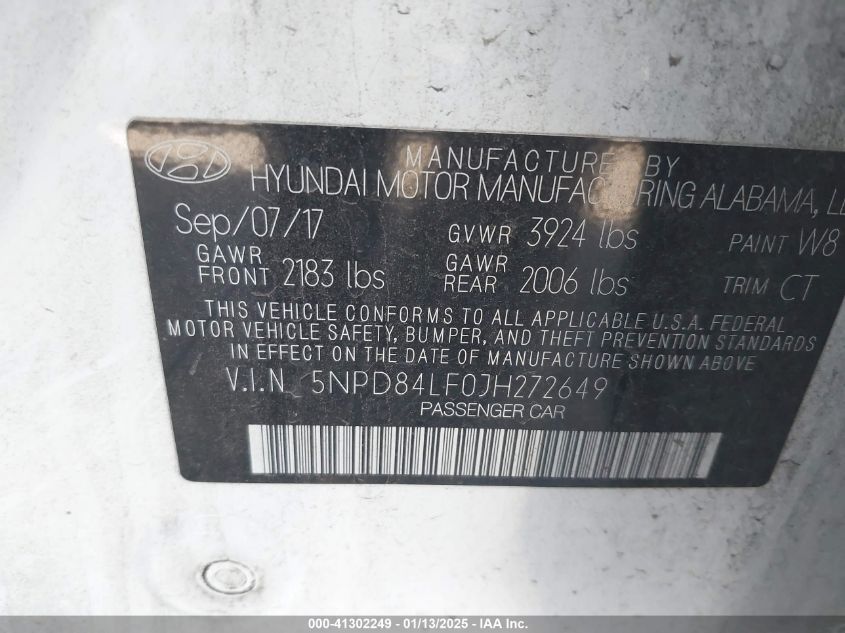 MANUFACTURED BY
HYUNDAI MOTOR MANUFACTURING ALABAMA,
Sep/07/17 GVWR 3924 lbs PAINT W8
GAWR FRONT 2183 lbs GAWR REAR 2006 lbs TRIM CT
THIS VEHICLE CONFORMS TO ALL APPLICABLE U.S.A. FEDERAL
MOTOR VEHICLE SAFETY, BUMPER, AND THEFT PREVENTION STANDARDS
IN EFFECT ON THE DATE OF MANUFACTURE SHOWN ABOVE
V.I.N 5NPD84LF0JH272649
PASSENGER CAR
000-41302249 - 01/13/2025 - IAA Inc.